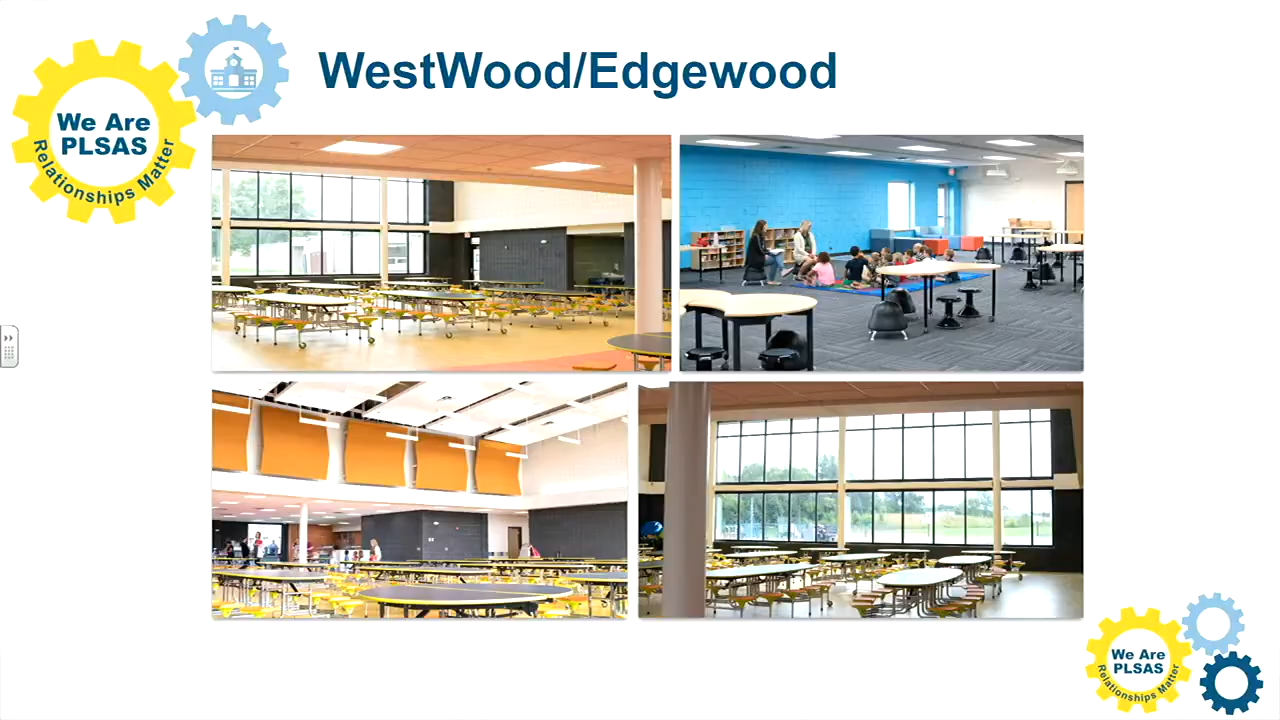 WestWood/Edgewood
We Are
PLSAS
Relationships Matter
We Are
PLSAS
Relationships Matter